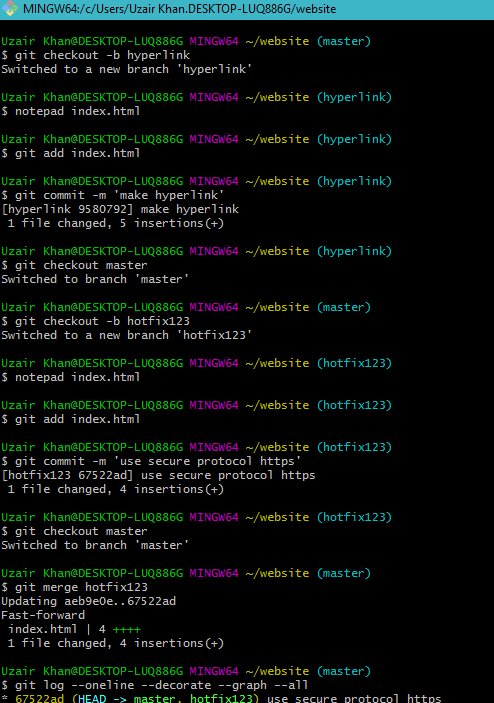 MINGW64:/c/Users/Uzair Khan.DESKTOP-LUQ886G/website
Uzair Khan@DESKTOP-LUQ886G MINGW64 ~/website (master)
$ git checkout -b hyperlink
Switched to a new branch 'hyperlink'
Uzair Khan@DESKTOP-LUQ886G MINGW64 ~/website (hyperlink)
$ notepad index.html
Uzair Khan@DESKTOP-LUQ886G MINGW64 ~/website (hyperlink)
$ git add index.html
Uzair Khan@DESKTOP-LUQ886G MINGW64 ~/website (hyperlink)
$ git commit -m 'make hyperlink'
[hyperlink 9580792] make hyperlink
 1 file changed, 5 insertions(+)
Uzair Khan@DESKTOP-LUQ886G MINGW64 ~/website (hyperlink)
$ git checkout master
Switched to branch 'master'
Uzair Khan@DESKTOP-LUQ886G MINGW64 ~/website (master)
$ git checkout -b hotfix123
Switched to a new branch 'hotfix123'
Uzair Khan@DESKTOP-LUQ886G MINGW64 ~/website (hotfix123)
$ notepad index.html
Uzair Khan@DESKTOP-LUQ886G MINGW64 ~/website (hotfix123)
$ git add index.html
Uzair Khan@DESKTOP-LUQ886G MINGW64 ~/website (hotfix123)
$ git commit -m 'use secure protocol https'
[hotfix123 67522ad] use secure protocol https
 1 file changed, 4 insertions(+)
Uzair Khan@DESKTOP-LUQ886G MINGW64 ~/website (hotfix123)
$ git checkout master
Switched to branch 'master'
Uzair Khan@DESKTOP-LUQ886G MINGW64 ~/website (master)
$ git merge hotfix123
Updating aeb9e0e..67522ad
Fast-forward
 index.html | 4 ++++
 1 file changed, 4 insertions(+)
Uzair Khan@DESKTOP-LUQ886G MINGW64 ~/website (master)
$ git log --oneline --decorate --graph --all
* 67522ad (HEAD -> master, hotfix123) use secure protocol https